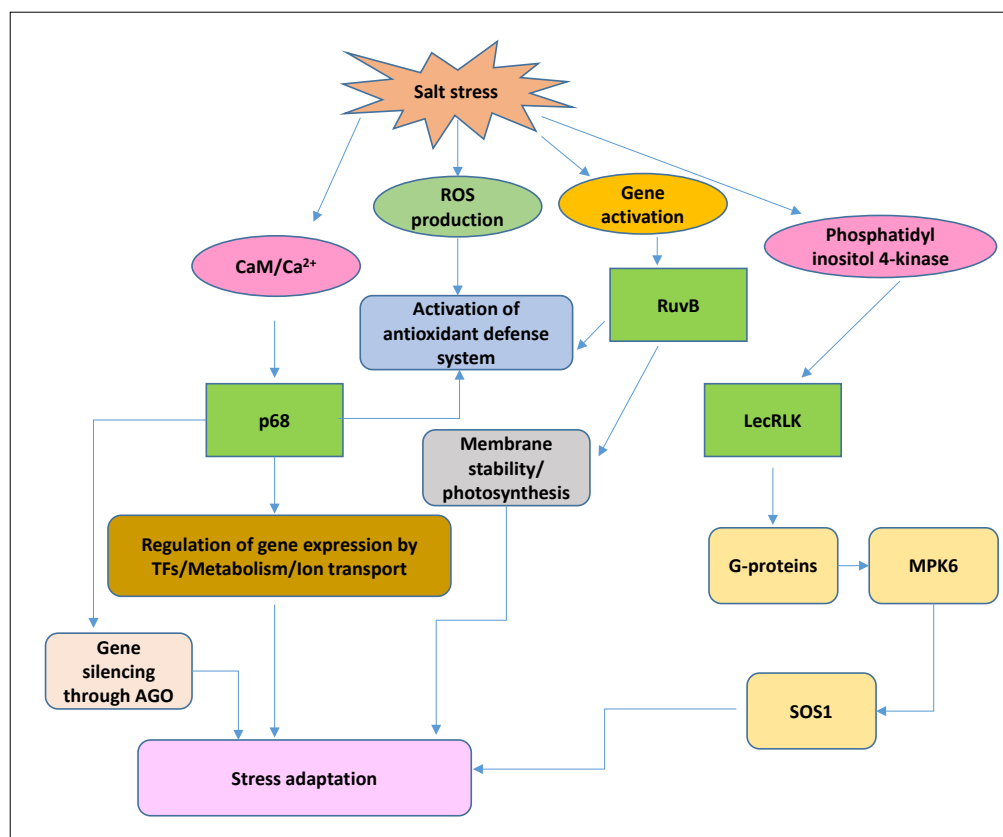 Salt stress
ROS
production
Gene
activation
Phosphatidyl
inositol 4-kinase
CaM/Ca²⁺
Activation of
antioxidant defense
system
RuvB
p68
LecRLK
Membrane
stability/
photosynthesis
Regulation of gene expression by
TFs/Metabolism/Ion transport
G-proteins
MPK6
Gene
silencing
through AGO
SOS1
Stress adaptation